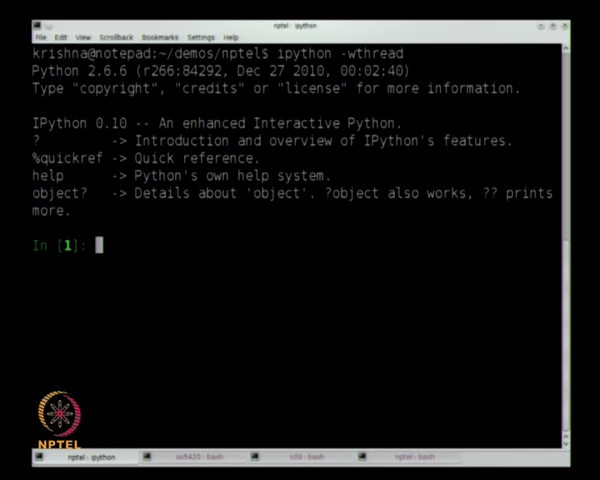 nptel : ipython
File Edit View Scrollback Bookmarks Settings Help
krishna@notepad:~/demos/nptel$ ipython -wthread
Python 2.6.6 (r266:84292, Dec 27 2010, 00:02:40)
Type "copyright", "credits" or "license" for more information.
IPython 0.10 -- An enhanced Interactive Python.
? -> Introduction and overview of IPython's features.
%quickref -> Quick reference.
help -> Python's own help system.
object? -> Details about 'object'. ?object also works, ?? prints
more.
In [1]:
NPTEL
nptel : ipython
: bash
: bash
nptel : bash